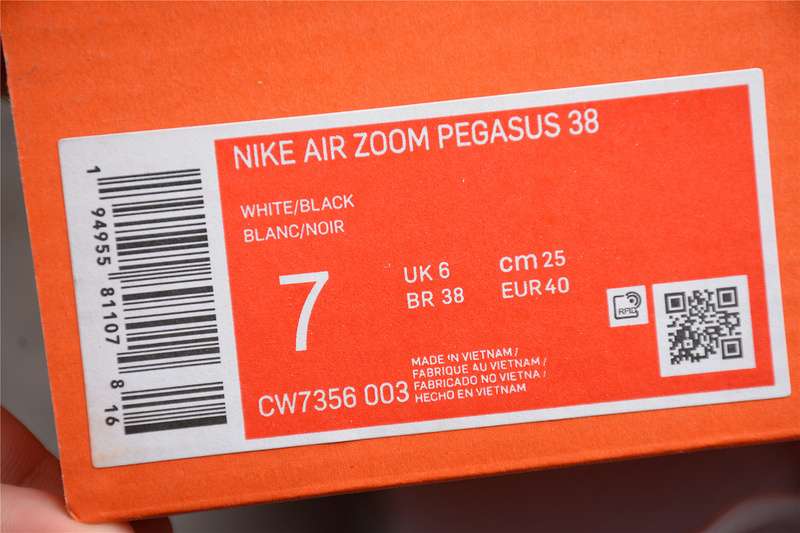 NIKE AIR ZOOM PEGASUS 38
WHITE/BLACK
BLANC/NOIR
7
UK 6
BR 38
cm 25
EUR 40
RFID
CW7356 003
MADE IN VIETNAM /
FABRIQUE AU VIETNAM /
FABRICADO NO VIETNA /
HECHO EN VIETNAM
1 94955 81107 8 16